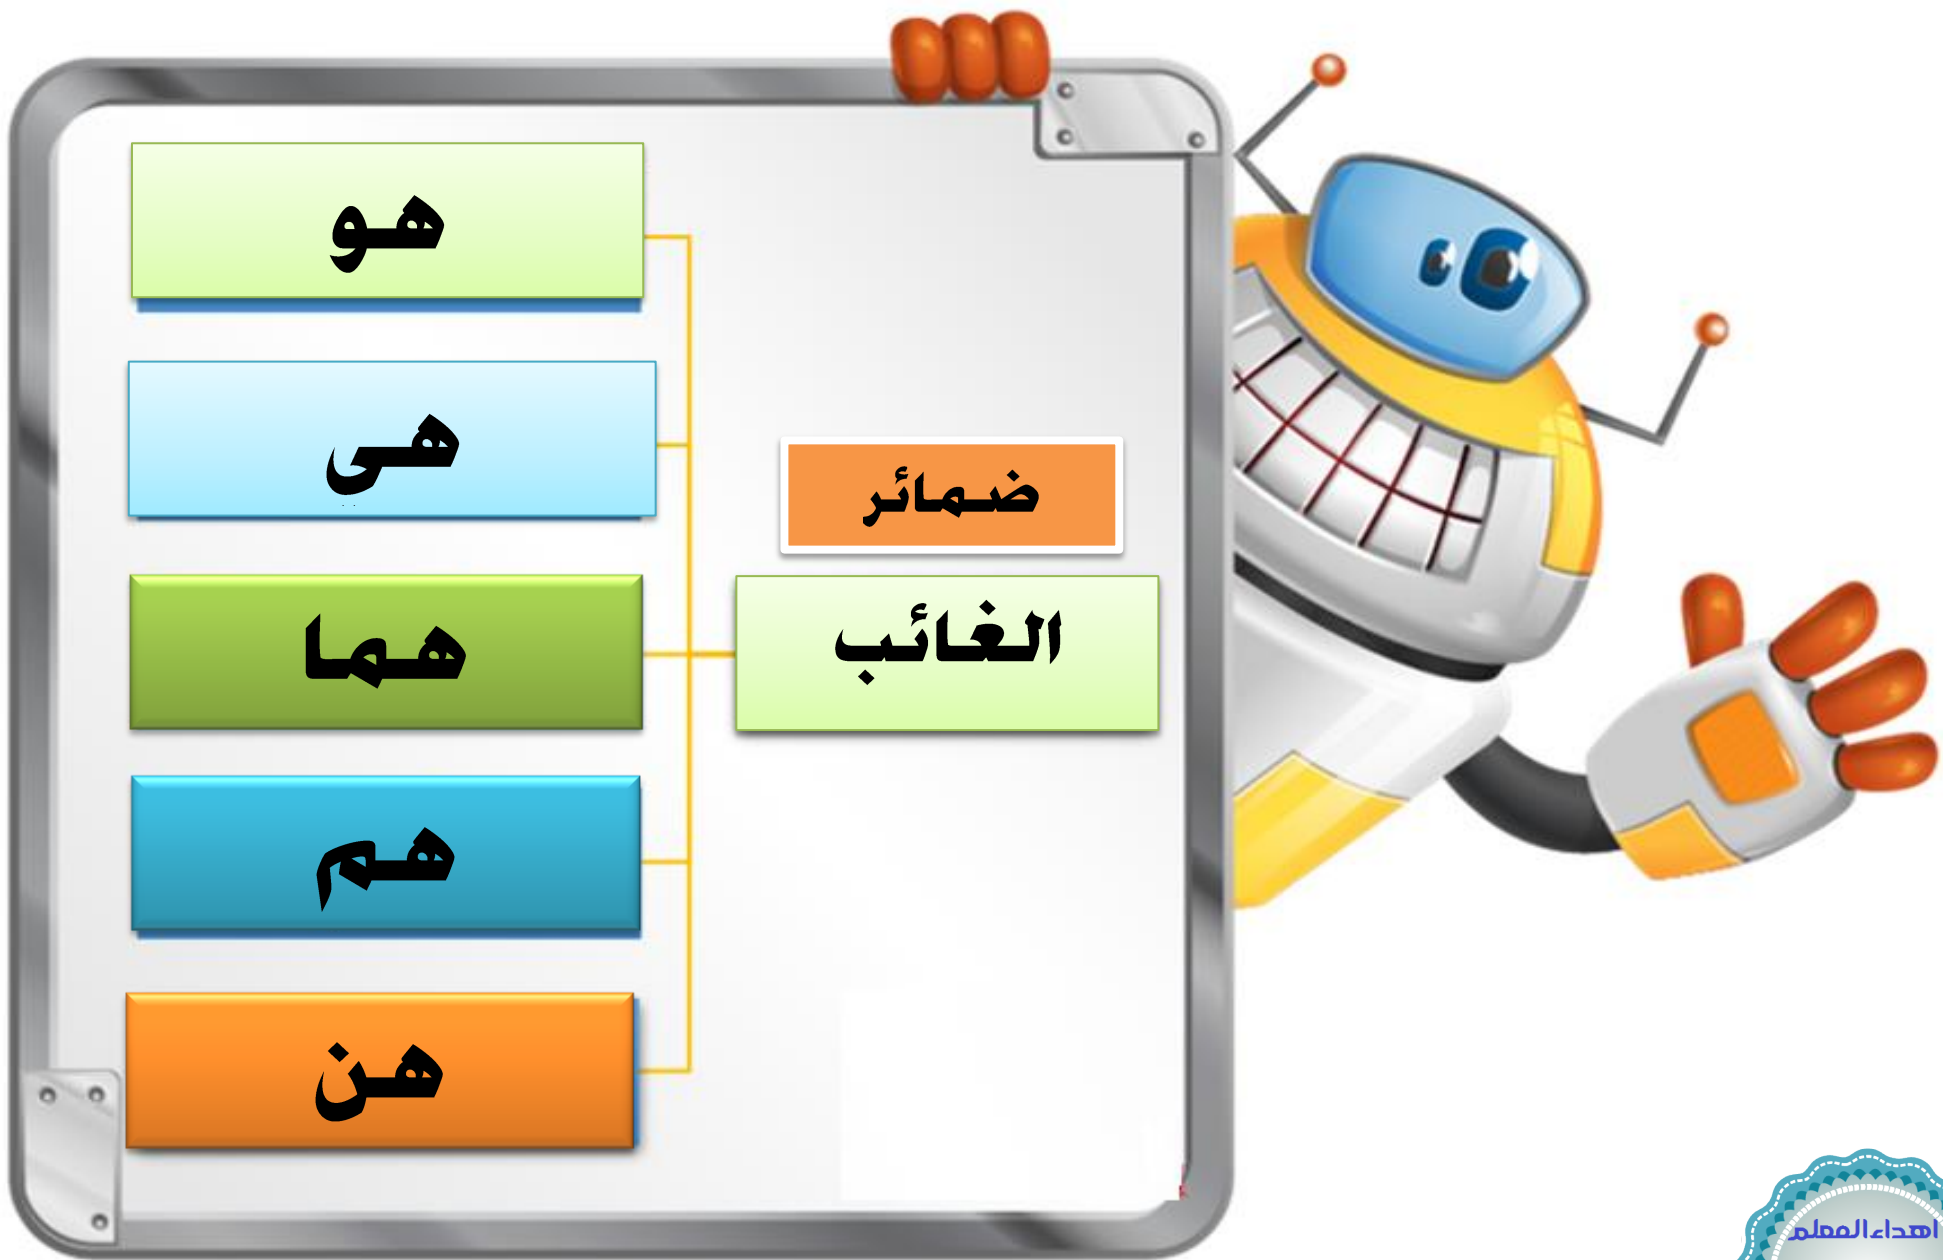 ضمائر
الغائب
هو
هي
هما
هم
هن
اهداء المعلم